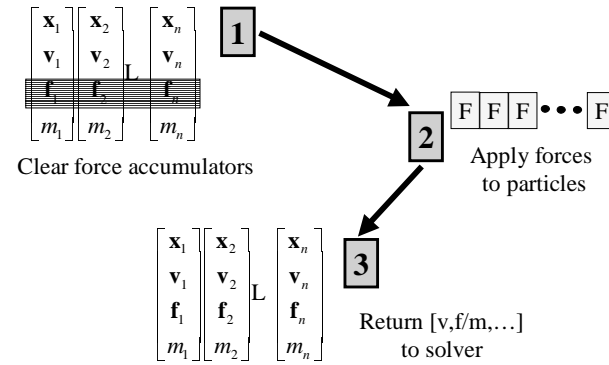 x1 x2 xn
v1 v2 L vn
f1 f2 fn
m1 m2 mn
1
Clear force accumulators
2
F F F ••• F
Apply forces
to particles
x1 x2 xn
v1 v2 vn
f1 f2 L fn
m1 m2 mn
3
Return [v,f/m,…]
to solver